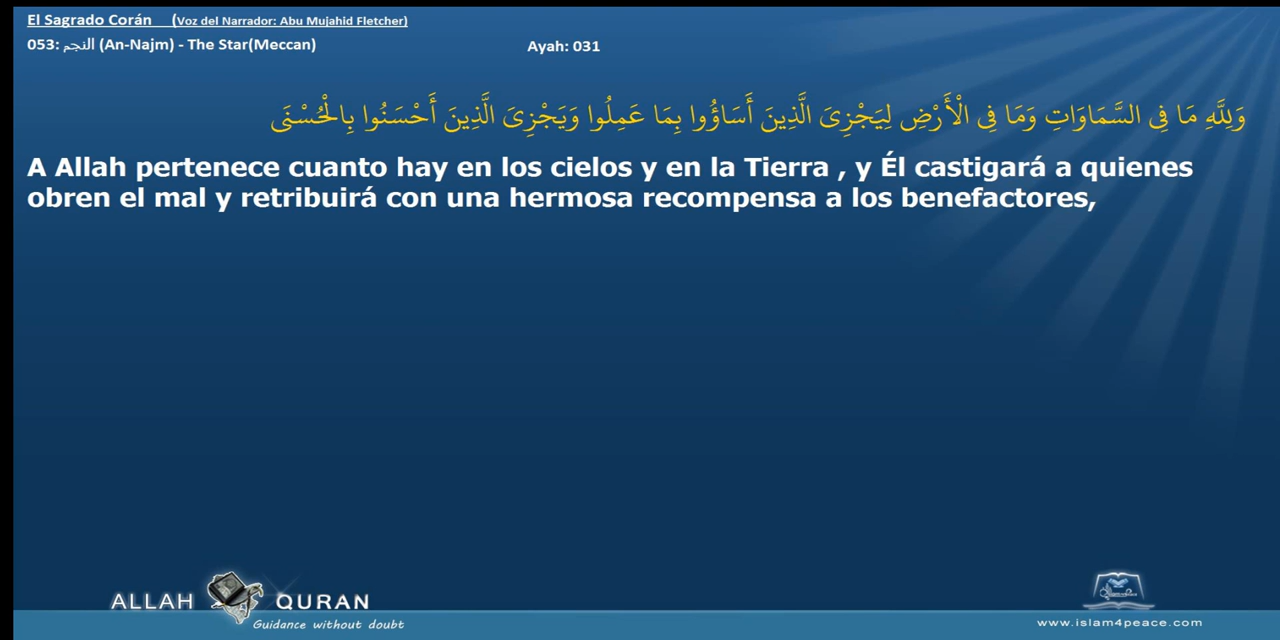 El Sagrado Corán (Voz del Narrador: Abu Mujahid Fletcher)
053: النجم (An-Najm) - The Star(Meccan) Ayah: 031
وَلِلَّهِ مَا فِي السَّمَاوَاتِ وَمَا فِي الْأَرْضِ لِيَجْزِيَ الَّذِينَ أَسَاؤُوا بِمَا عَمِلُوا وَيَجْزِيَ الَّذِينَ أَحْسَنُوا بِالْحُسْنَى
A Allah pertenece cuanto hay en los cielos y en la Tierra , y Él castigará a quienes
obren el mal y retribuirá con una hermosa recompensa a los benefactores,
ALLAH QURAN
Guidance without doubt
www.islam4peace.com